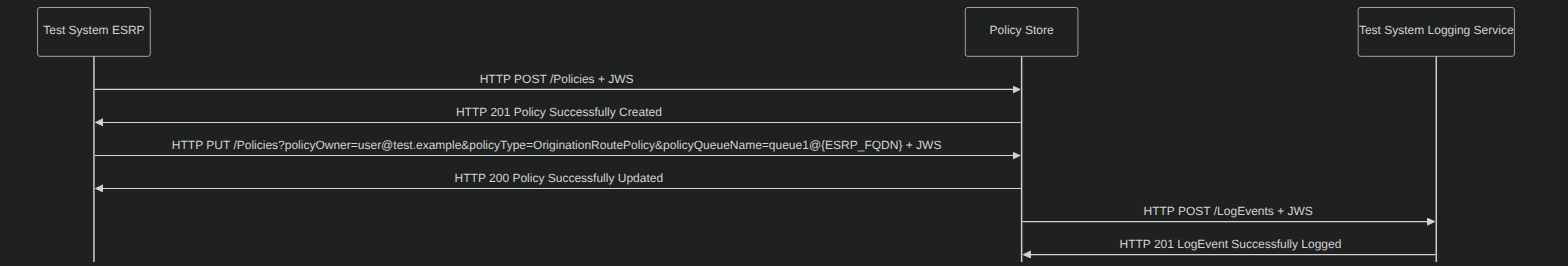 Test System ESRP
Policy Store
Test System Logging Service
HTTP POST /Policies + JWS
HTTP 201 Policy Successfully Created
HTTP PUT /Policies?policyOwner=user@test.example&policyType=OriginationRoutePolicy&policyQueueName=queue1@{ESRP_FQDN} + JWS
HTTP 200 Policy Successfully Updated
HTTP POST /LogEvents + JWS
HTTP 201 LogEvent Successfully Logged